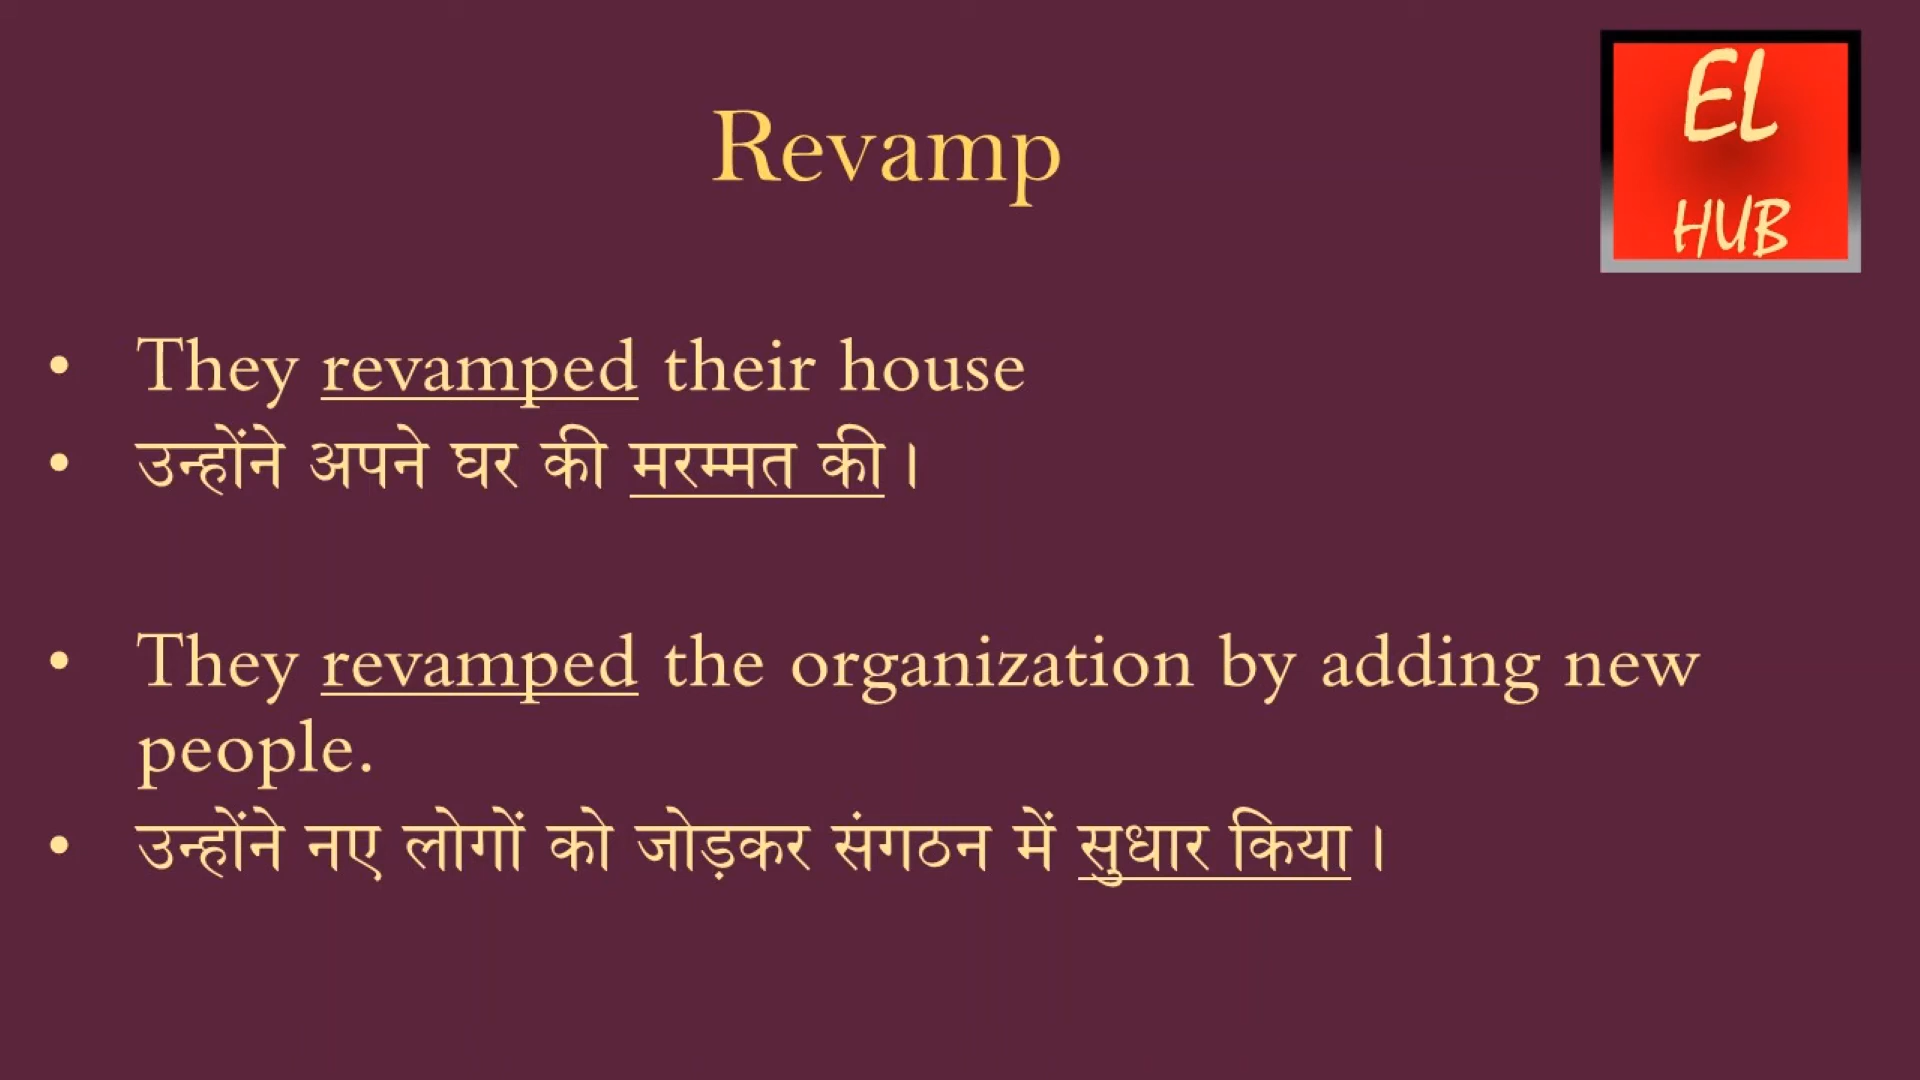 EL
HUB
Revamp
• They revamped their house
• उन्होंने अपने घर की मरम्मत की।
• They revamped the organization by adding new
people.
• उन्होंने नए लोगों को जोड़कर संगठन में सुधार किया।